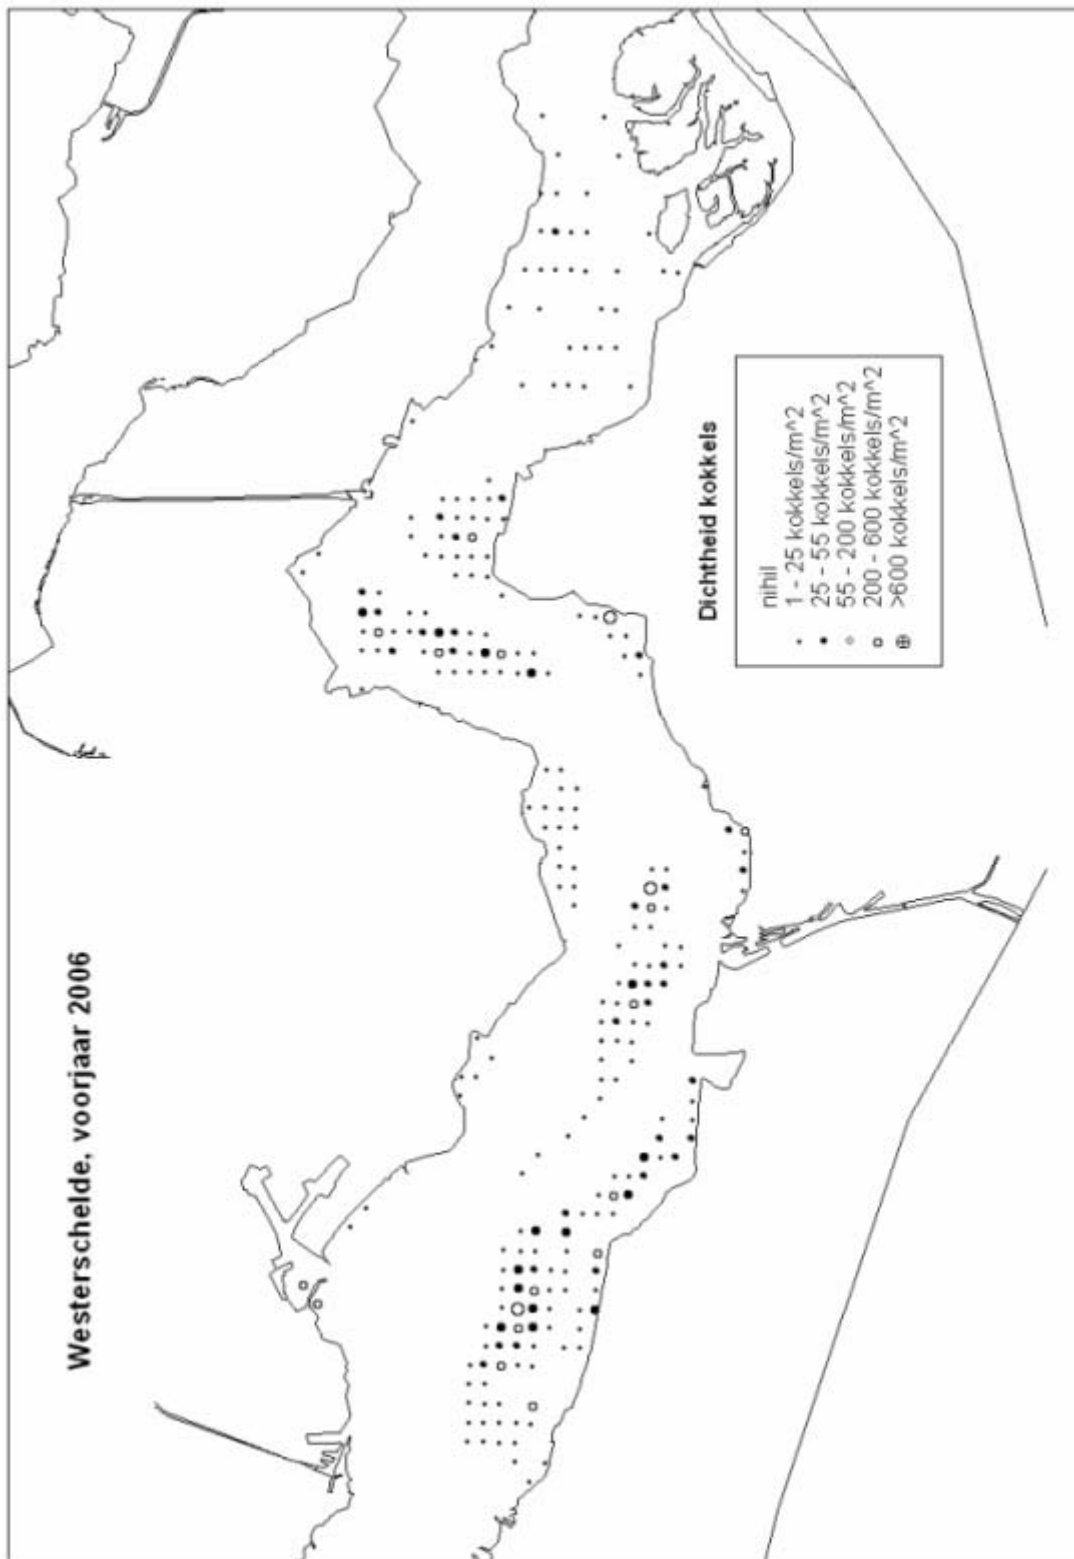 Westerschelde, voorjaar 2006
Dichtheid kokkels
nihil
1 - 25 kokkels/m^2
25 - 55 kokkels/m^2
55 - 200 kokkels/m^2
200 - 600 kokkels/m^2
>600 kokkels/m^2